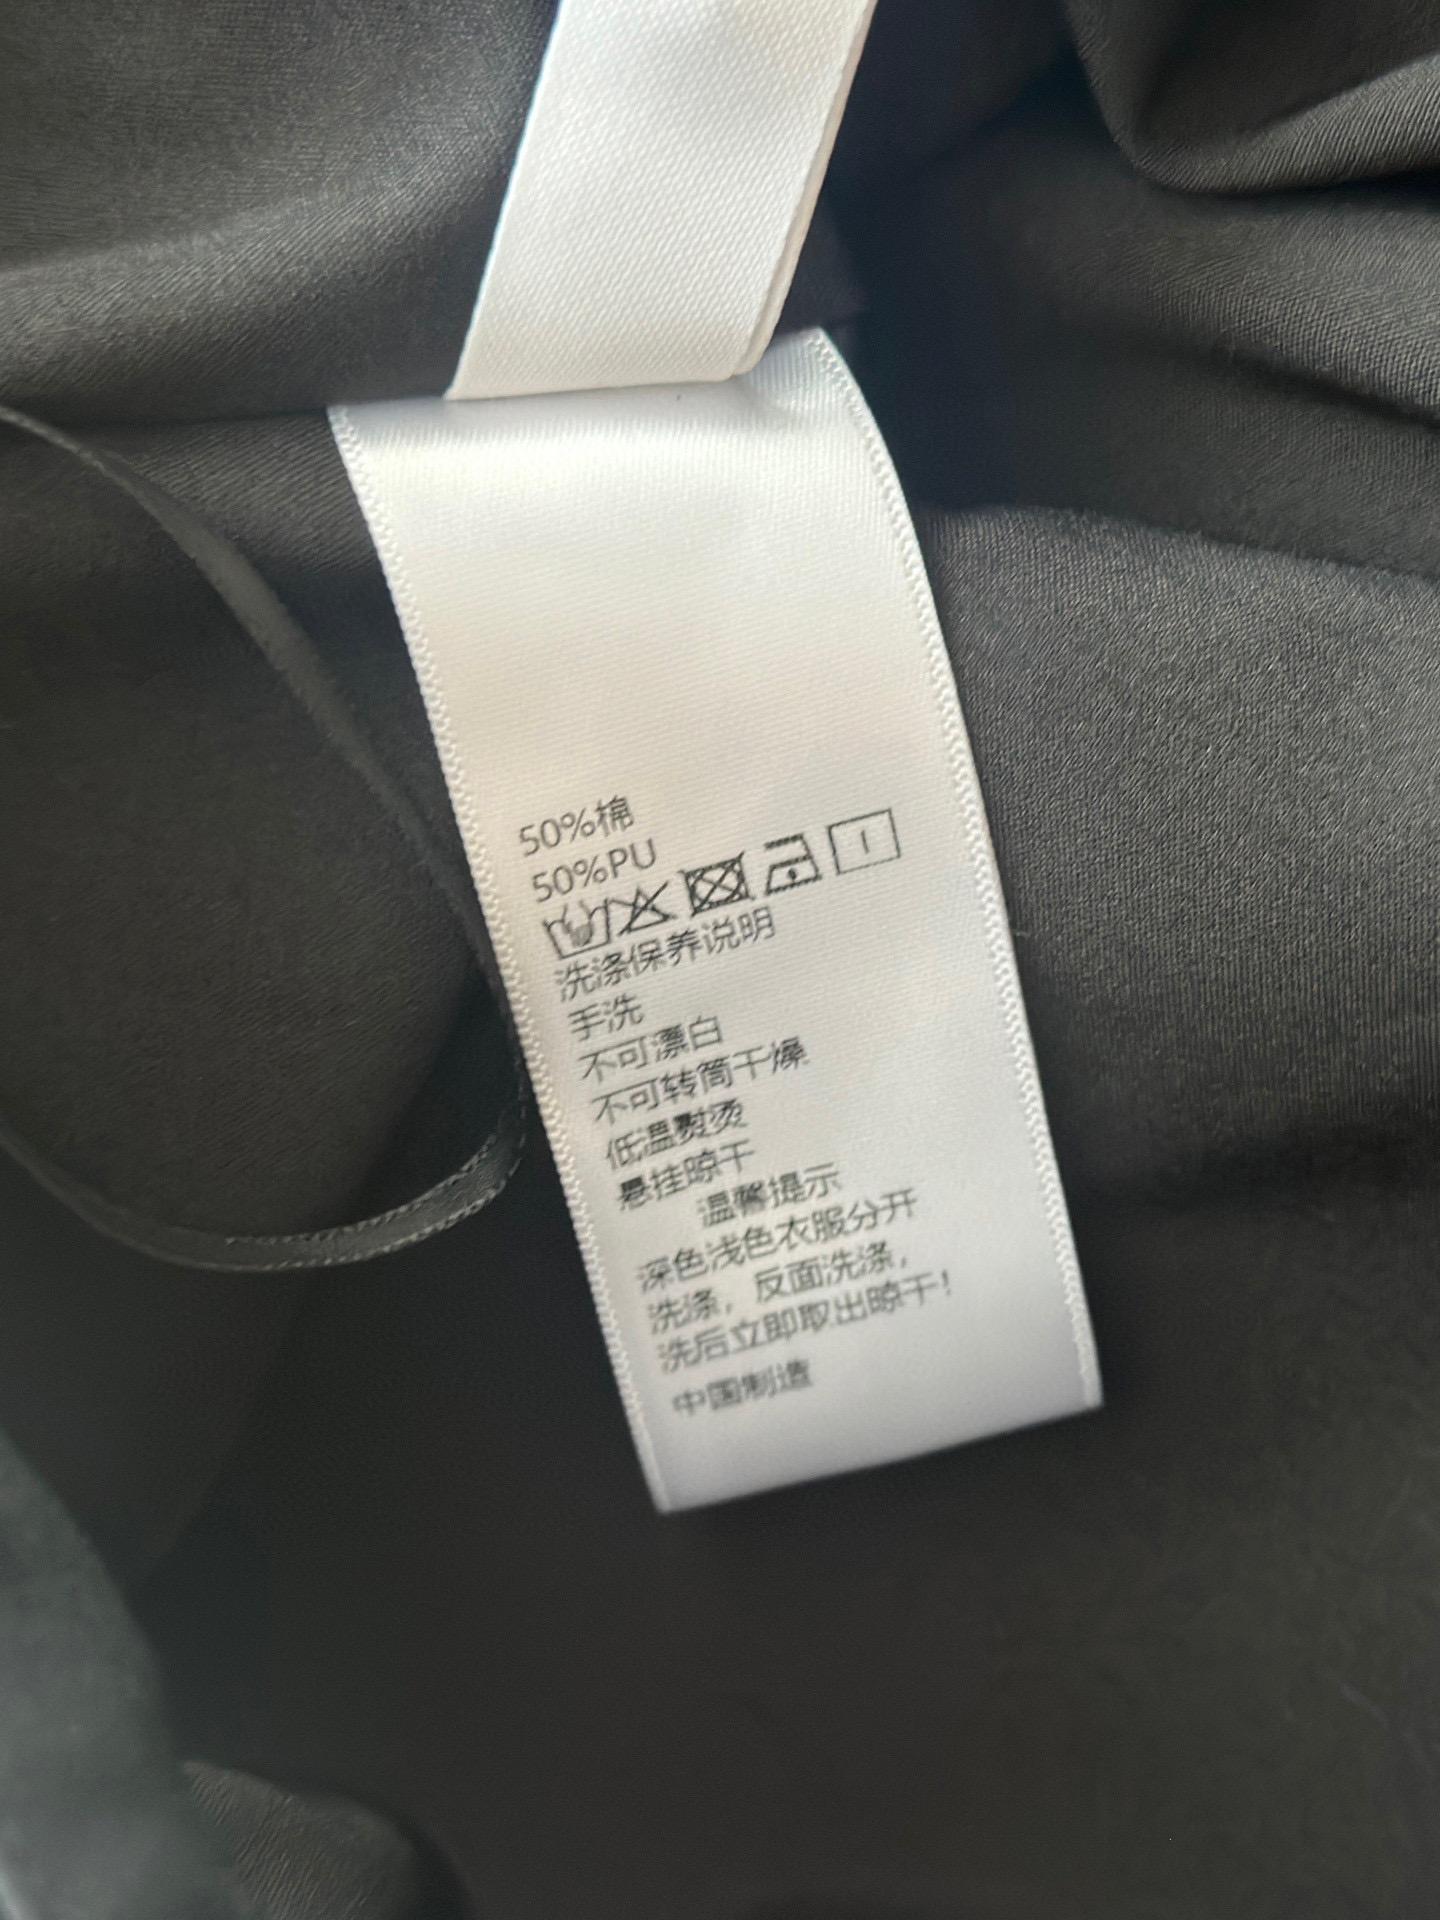 50%棉
50%PU
洗涤保养说明
手洗
不可漂白
不可转筒干燥
低温熨烫
悬挂晾干
温馨提示
深色浅色衣服分开
洗涤，反面洗涤，
洗后立即取出晾干！
中国制造